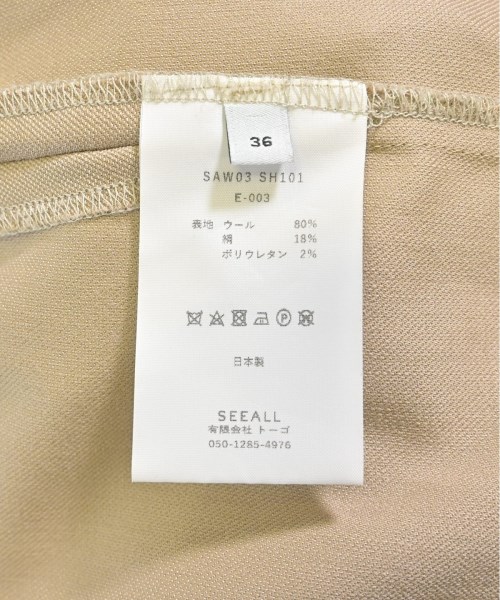 36
SAW03 SH101
E-003
表地 ウール 80%
絹 18%
ポリウレタン 2%
P W
日本製
SEEALL
有限会社 トーゴ
050-1285-4976